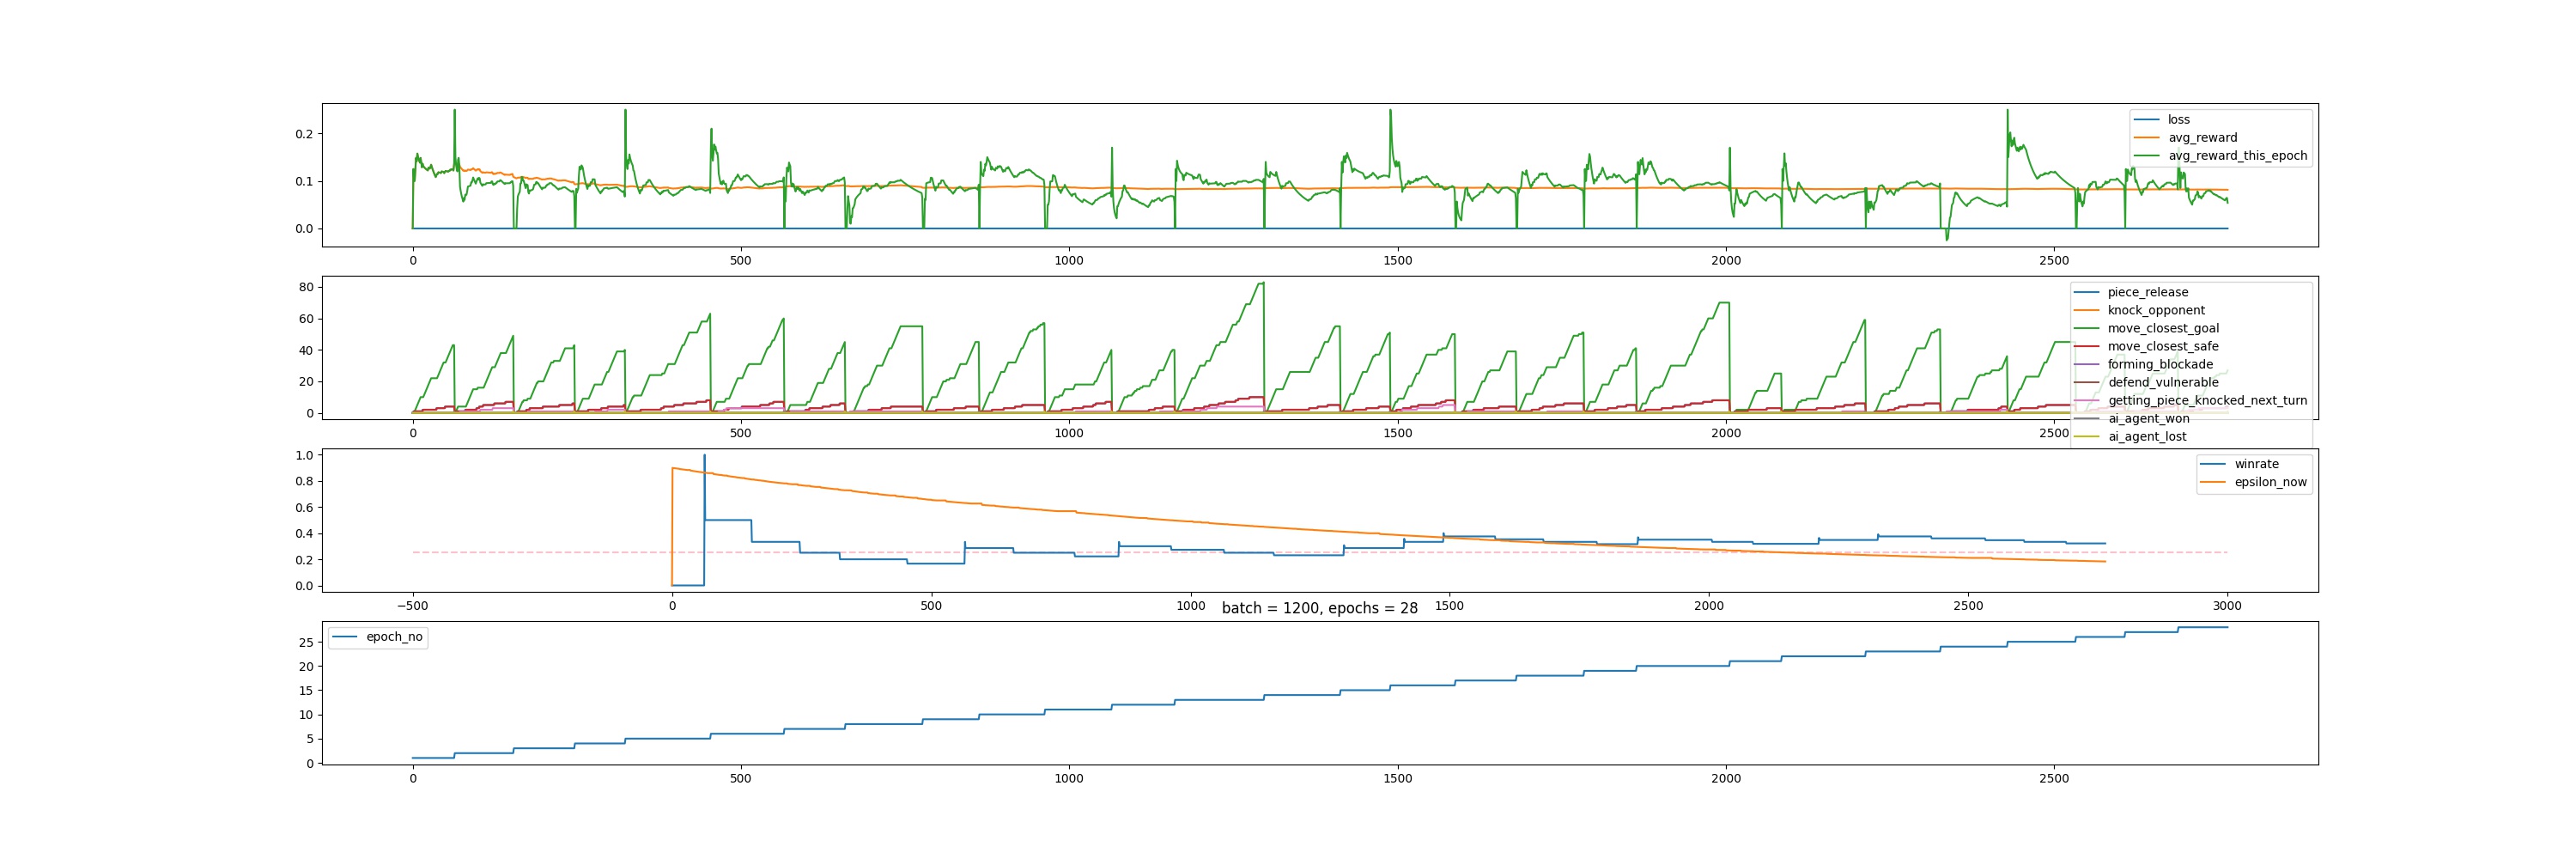 0.2
0.1
0.0
loss
avg_reward
avg_reward_this_epoch
0 500 1000 1500 2000 2500
80
60
40
20
0
piece_release
knock_opponent
move_closest_goal
move_closest_safe
forming_blockade
defend_vulnerable
getting_piece_knocked_next_turn
ai_agent_won
ai_agent_lost
0 500 1000 1500 2000 2500
1.0
0.8
0.6
0.4
0.2
0.0
winrate
epsilon_now
−500 0 500 1000 1500 2000 2500 3000
batch = 1200, epochs = 28
25
20
15
10
5
0
epoch_no
0 500 1000 1500 2000 2500